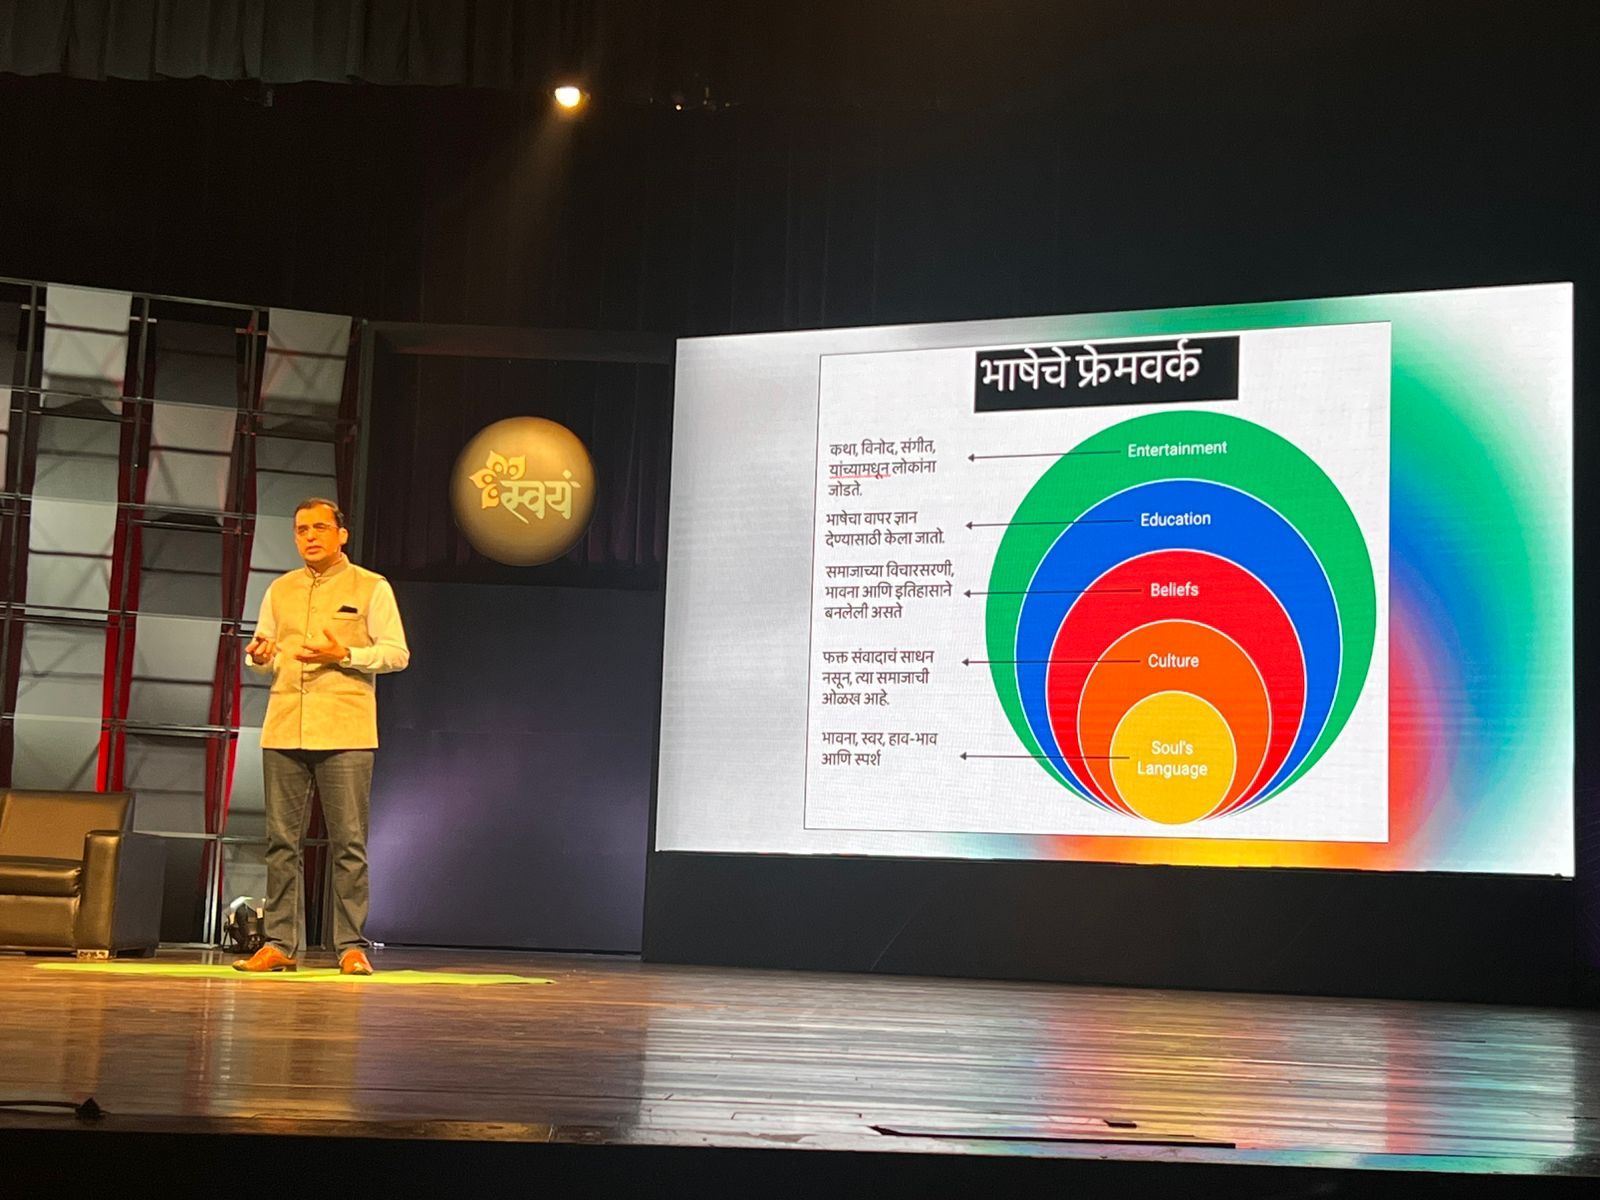 स्वयं
भाषेचे फ्रेमवर्क
कथा, विनोद, संगीत,
यांच्यामधून लोकांना
जोडते.
Entertainment
भाषेचा वापर ज्ञान
देण्यासाठी केला जातो.
Education
समाजाच्या विचारसरणी,
भावना आणि इतिहासाने
बनलेली असते
Beliefs
फक्त संवादाचं साधन
नसून, त्या समाजाची
ओळख आहे.
Culture
भावना, स्वर, हाव-भाव
आणि स्पर्श
Soul's
Language